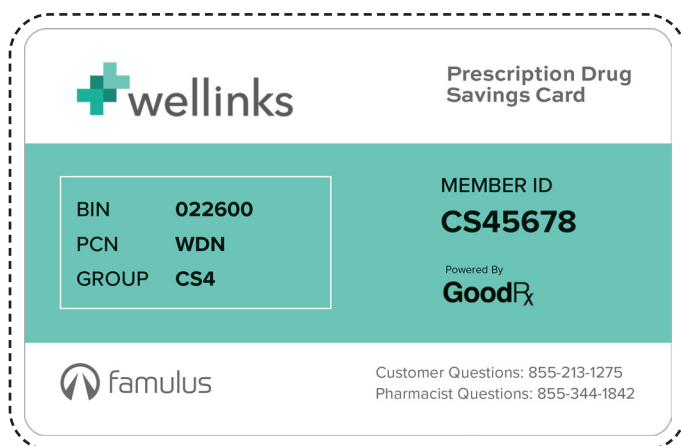 wellinks
Prescription Drug
Savings Card
BIN 022600
PCN WDN
GROUP CS4
MEMBER ID
CS45678
Powered By
GoodRx
famulus
Customer Questions: 855-213-1275
Pharmacist Questions: 855-344-1842